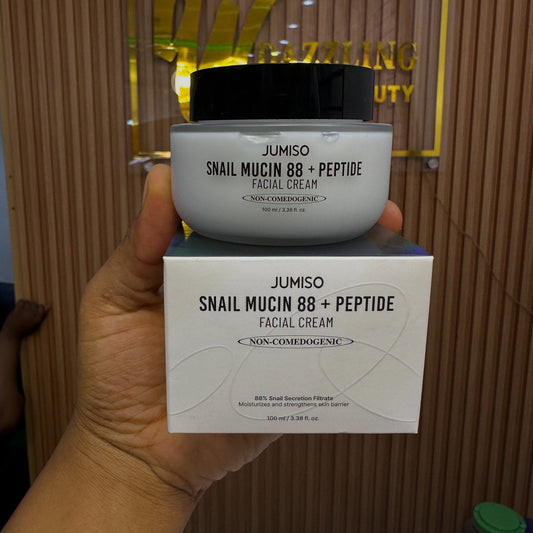 DAZZLING
BEAUTY
JUMISO
SNAIL MUCIN 88 + PEPTIDE
FACIAL CREAM
NON-COMEDOGENIC
100 ml / 3.38 fl. oz.
JUMISO
SNAIL MUCIN 88 + PEPTIDE
FACIAL CREAM
NON-COMEDOGENIC
88% Snail Secretion Filtrate
Moisturizes and strengthens skin barrier
100 ml / 3.38 fl. oz.